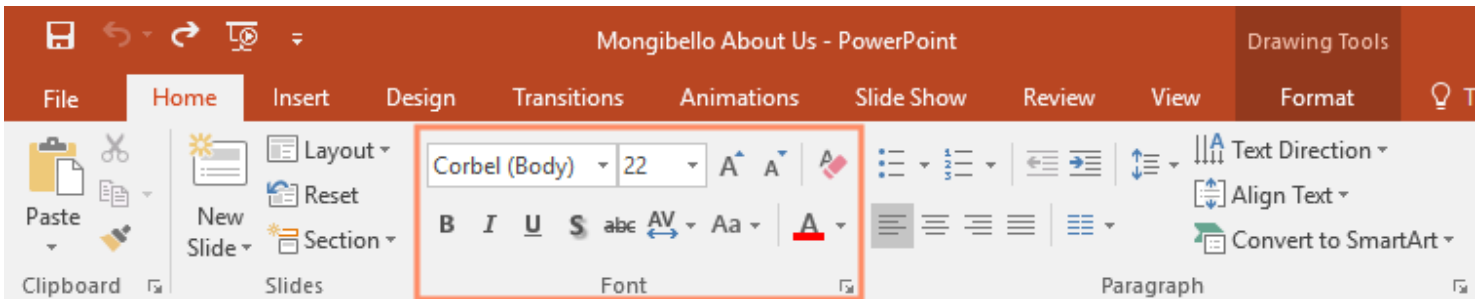 Mongibello About Us - PowerPoint Drawing Tools
File Home Insert Design Transitions Animations Slide Show Review View Format T
Layout
Corbel (Body) 22 A A A
Text Direction
Reset
Align Text
Paste
New
Slide
Section
B I U S abc AV Aa A
Convert to SmartArt
Clipboard Slides Font Paragraph